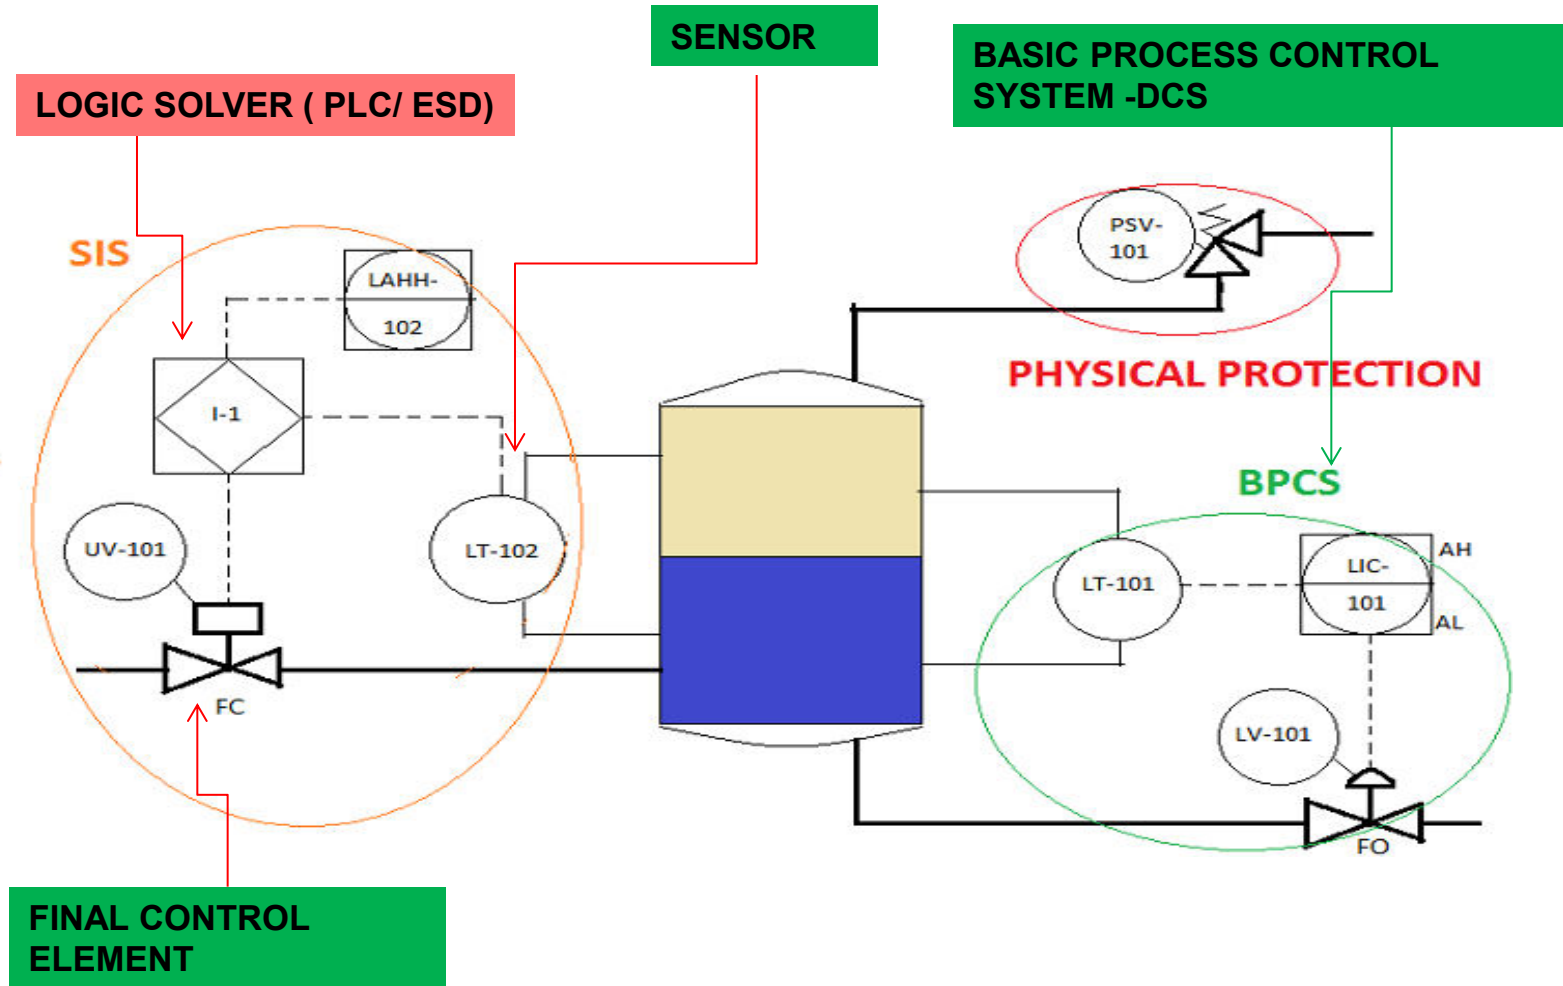 SENSOR
BASIC PROCESS CONTROL
SYSTEM -DCS
LOGIC SOLVER ( PLC/ ESD)
SIS
PSV-
101
LAHH-
102
PHYSICAL PROTECTION
I-1
BPCS
UV-101
LT-102
LT-101
LIC-
101
AH
AL
FC
LV-101
FO
FINAL CONTROL
ELEMENT